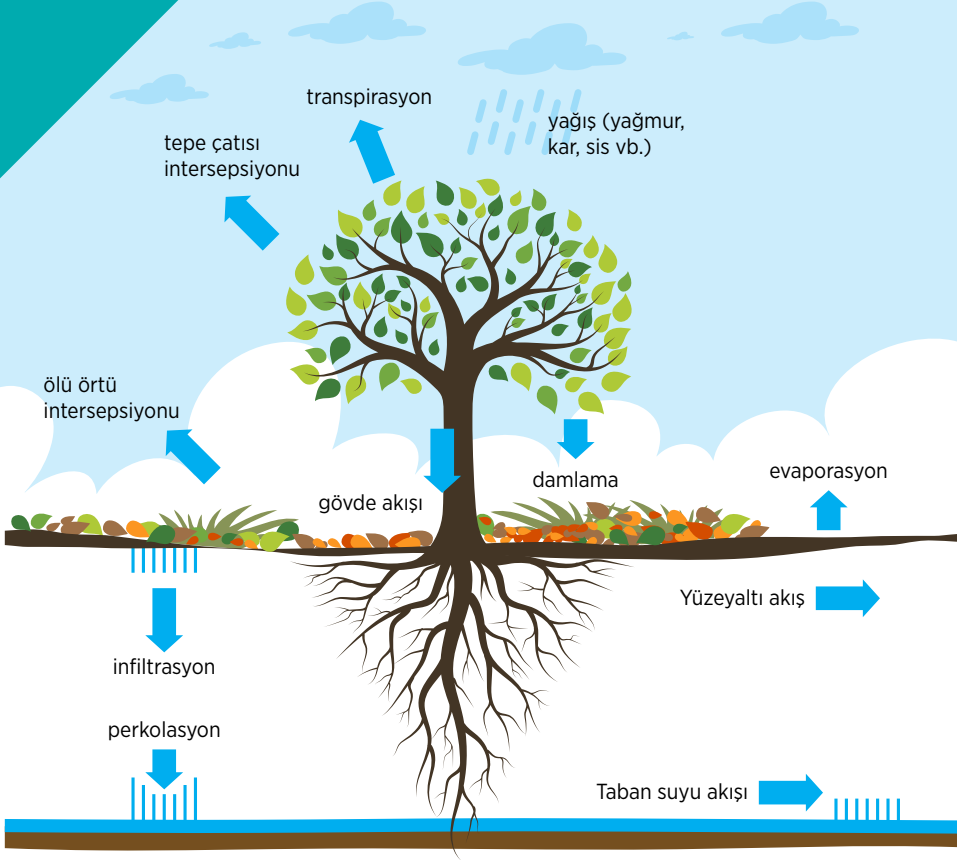 transpirasyon
yağış (yağmur,
kar, sis vb.)
tepe çatısı
intersepsiyonu
ölü örtü
intersepsiyonu
gövde akışı
damlama
evaporasyon
Yüzeyaltı akış
infiltrasyon
perkolasyon
Taban suyu akışı